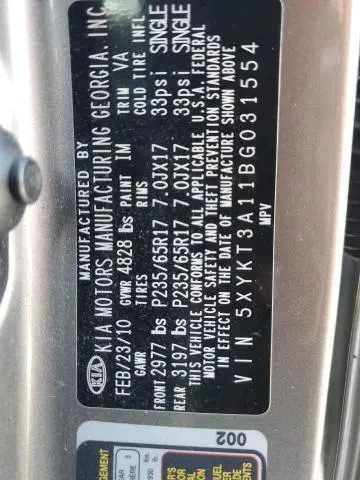 MANUFACTURED BY
KIA KIA MOTORS MANUFACTURING GEORGIA, INC
FEB/23/10 GVWR 4828 lbs PAINT IM TRIM VA
GAWR TIRES RIMS COLD TIRE INFL
FRONT 2977 lbs P235/65R17 7.0JX17 33psi SINGLE
REAR 3197 lbs P235/65R17 7.0JX17 33psi SINGLE
THIS VEHICLE CONFORMS TO ALL APPLICABLE U.S.A. FEDERAL
MOTOR VEHICLE SAFETY AND THEFT PREVENTION STANDARDS
IN EFFECT ON THE DATE OF MANUFACTURE SHOWN ABOVE
VIN 5XYKT3A11BG031554
MPV
002